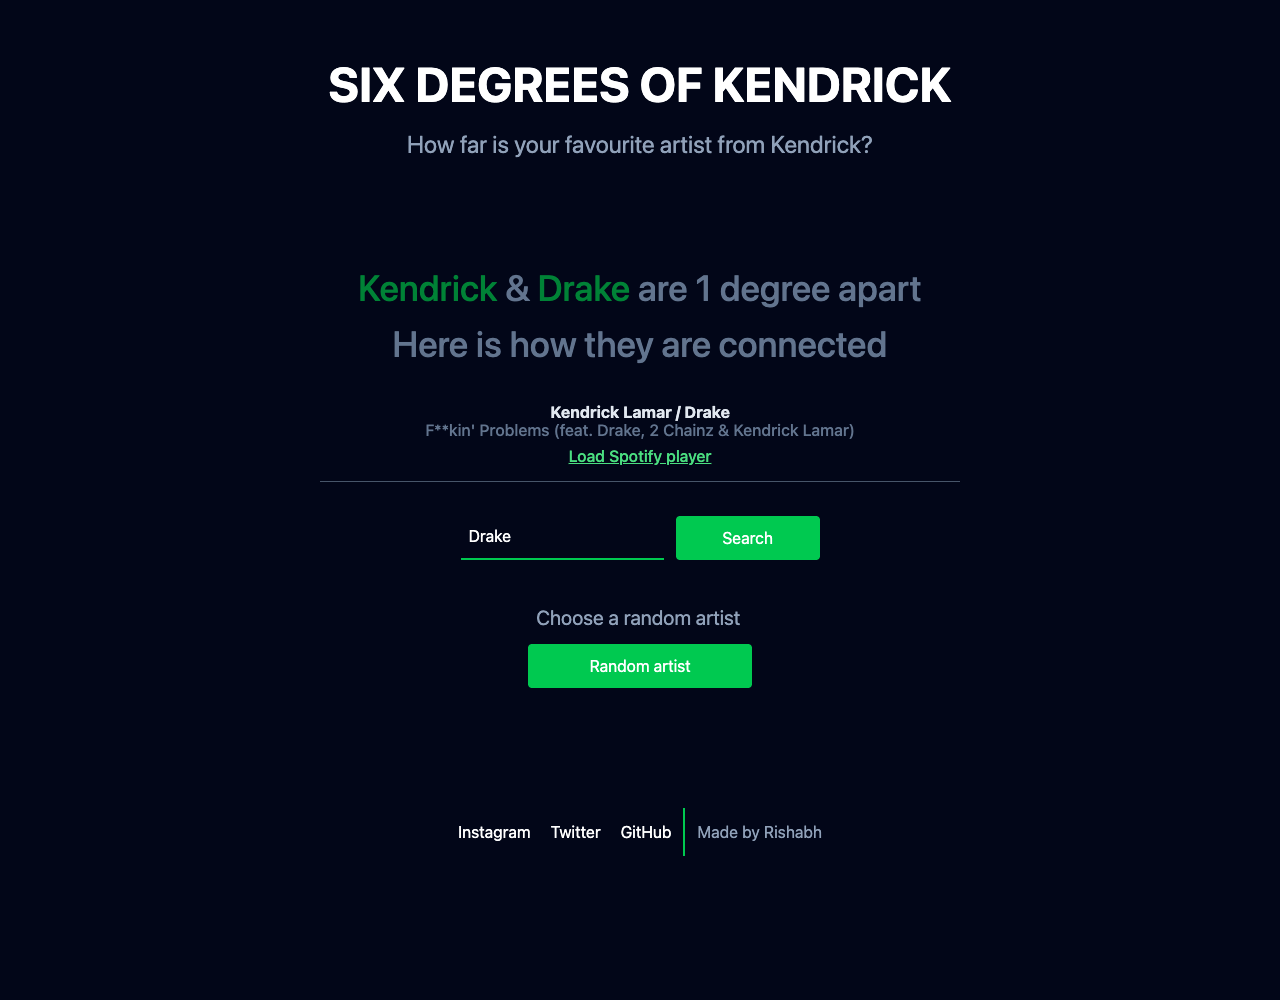 SIX DEGREES OF KENDRICK
How far is your favourite artist from Kendrick?
Kendrick & Drake are 1 degree apart
Here is how they are connected
Kendrick Lamar / Drake
F**kin' Problems (feat. Drake, 2 Chainz & Kendrick Lamar)
Load Spotify player
Drake Search
Choose a random artist
Random artist
Instagram Twitter GitHub Made by Rishabh